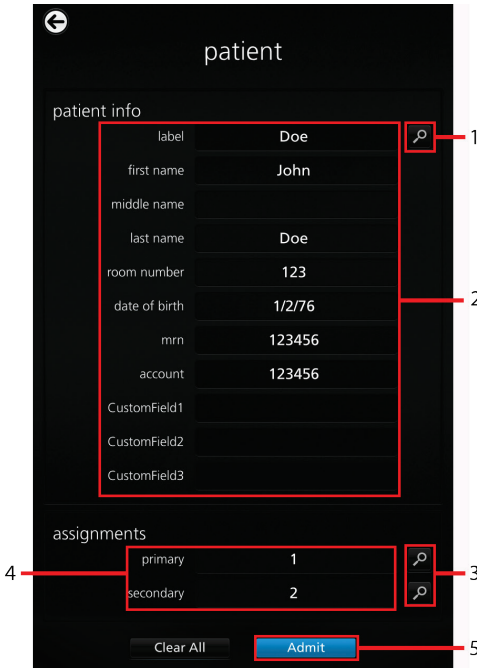 patient
patient info
label Doe 1
first name John
middle name
last name Doe
room number 123
date of birth 1/2/76 2
mrn 123456
account 123456
CustomField1
CustomField2
CustomField3
assignments
primary 1
4 3
secondary 2
Clear All Admit 5